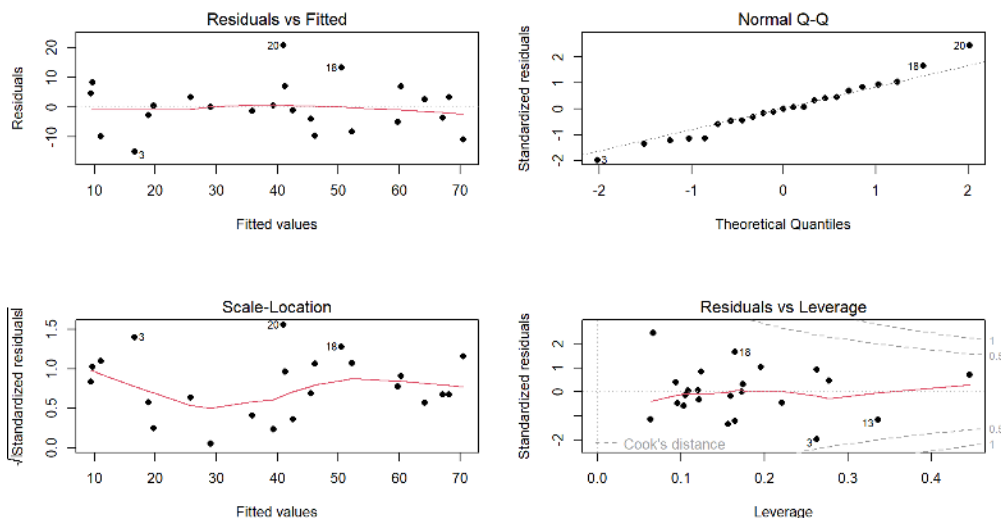 Residuals vs Fitted
Residuals
20
10
0
-10
20
18
3
10 20 30 40 50 60 70
Fitted values
Normal Q-Q
Standardized residuals
2
1
0
-1
-2
3
18
20
-2 -1 0 1 2
Theoretical Quantiles
Scale-Location
√|Standardized residuals|
1.5
1.0
0.5
0.0
3
20
18
10 20 30 40 50 60 70
Fitted values
Residuals vs Leverage
Standardized residuals
2
1
0
-1
-2
18
13
3
Cook's distance
1
0.5
0.5
1
0.0 0.1 0.2 0.3 0.4
Leverage